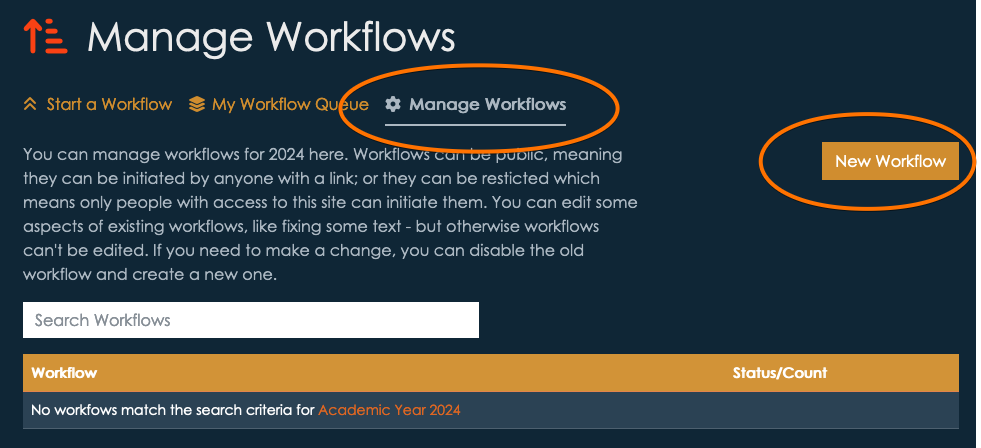 Manage Workflows
Start a Workflow My Workflow Queue Manage Workflows
You can manage workflows for 2024 here. Workflows can be public, meaning
they can be initiated by anyone with a link; or they can be resticted which
means only people with access to this site can initiate them. You can edit some
aspects of existing workflows, like fixing some text - but otherwise workflows
can't be edited. If you need to make a change, you can disable the old
workflow and create a new one.
New Workflow
Search Workflows
Workflow Status/Count
No workfows match the search criteria for Academic Year 2024